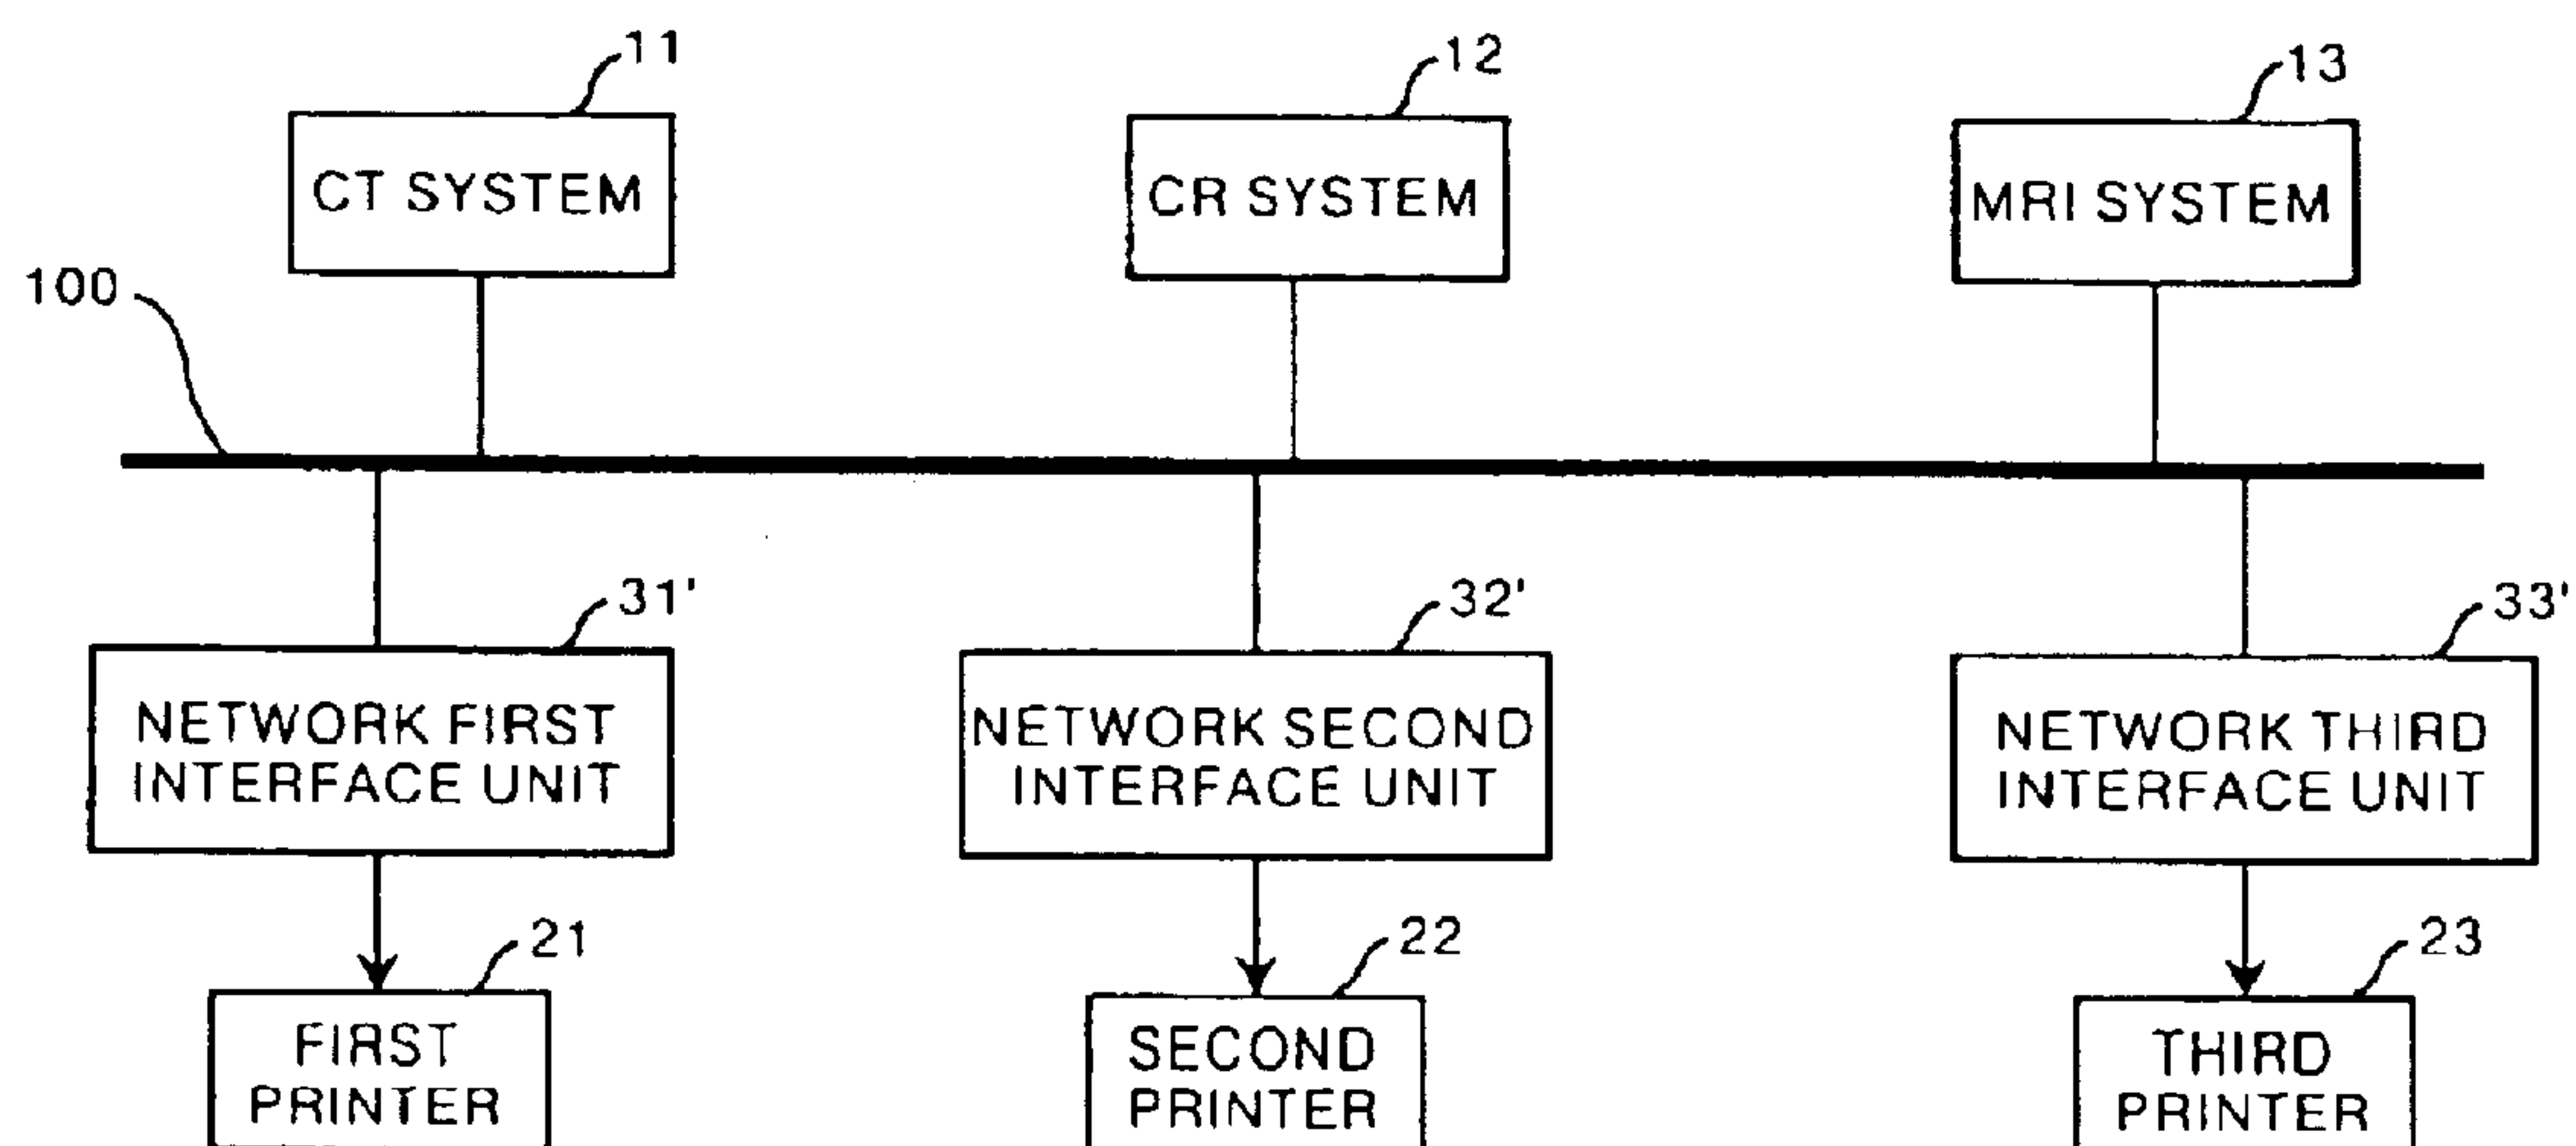 11
12
13
CT SYSTEM
CR SYSTEM
MRI SYSTEM
100
31'
32'
33'
NETWORK FIRST
INTERFACE UNIT
NETWORK SECOND
INTERFACE UNIT
NETWORK THIRD
INTERFACE UNIT
21
22
23
FIRST
PRINTER
SECOND
PRINTER
THIRD
PRINTER